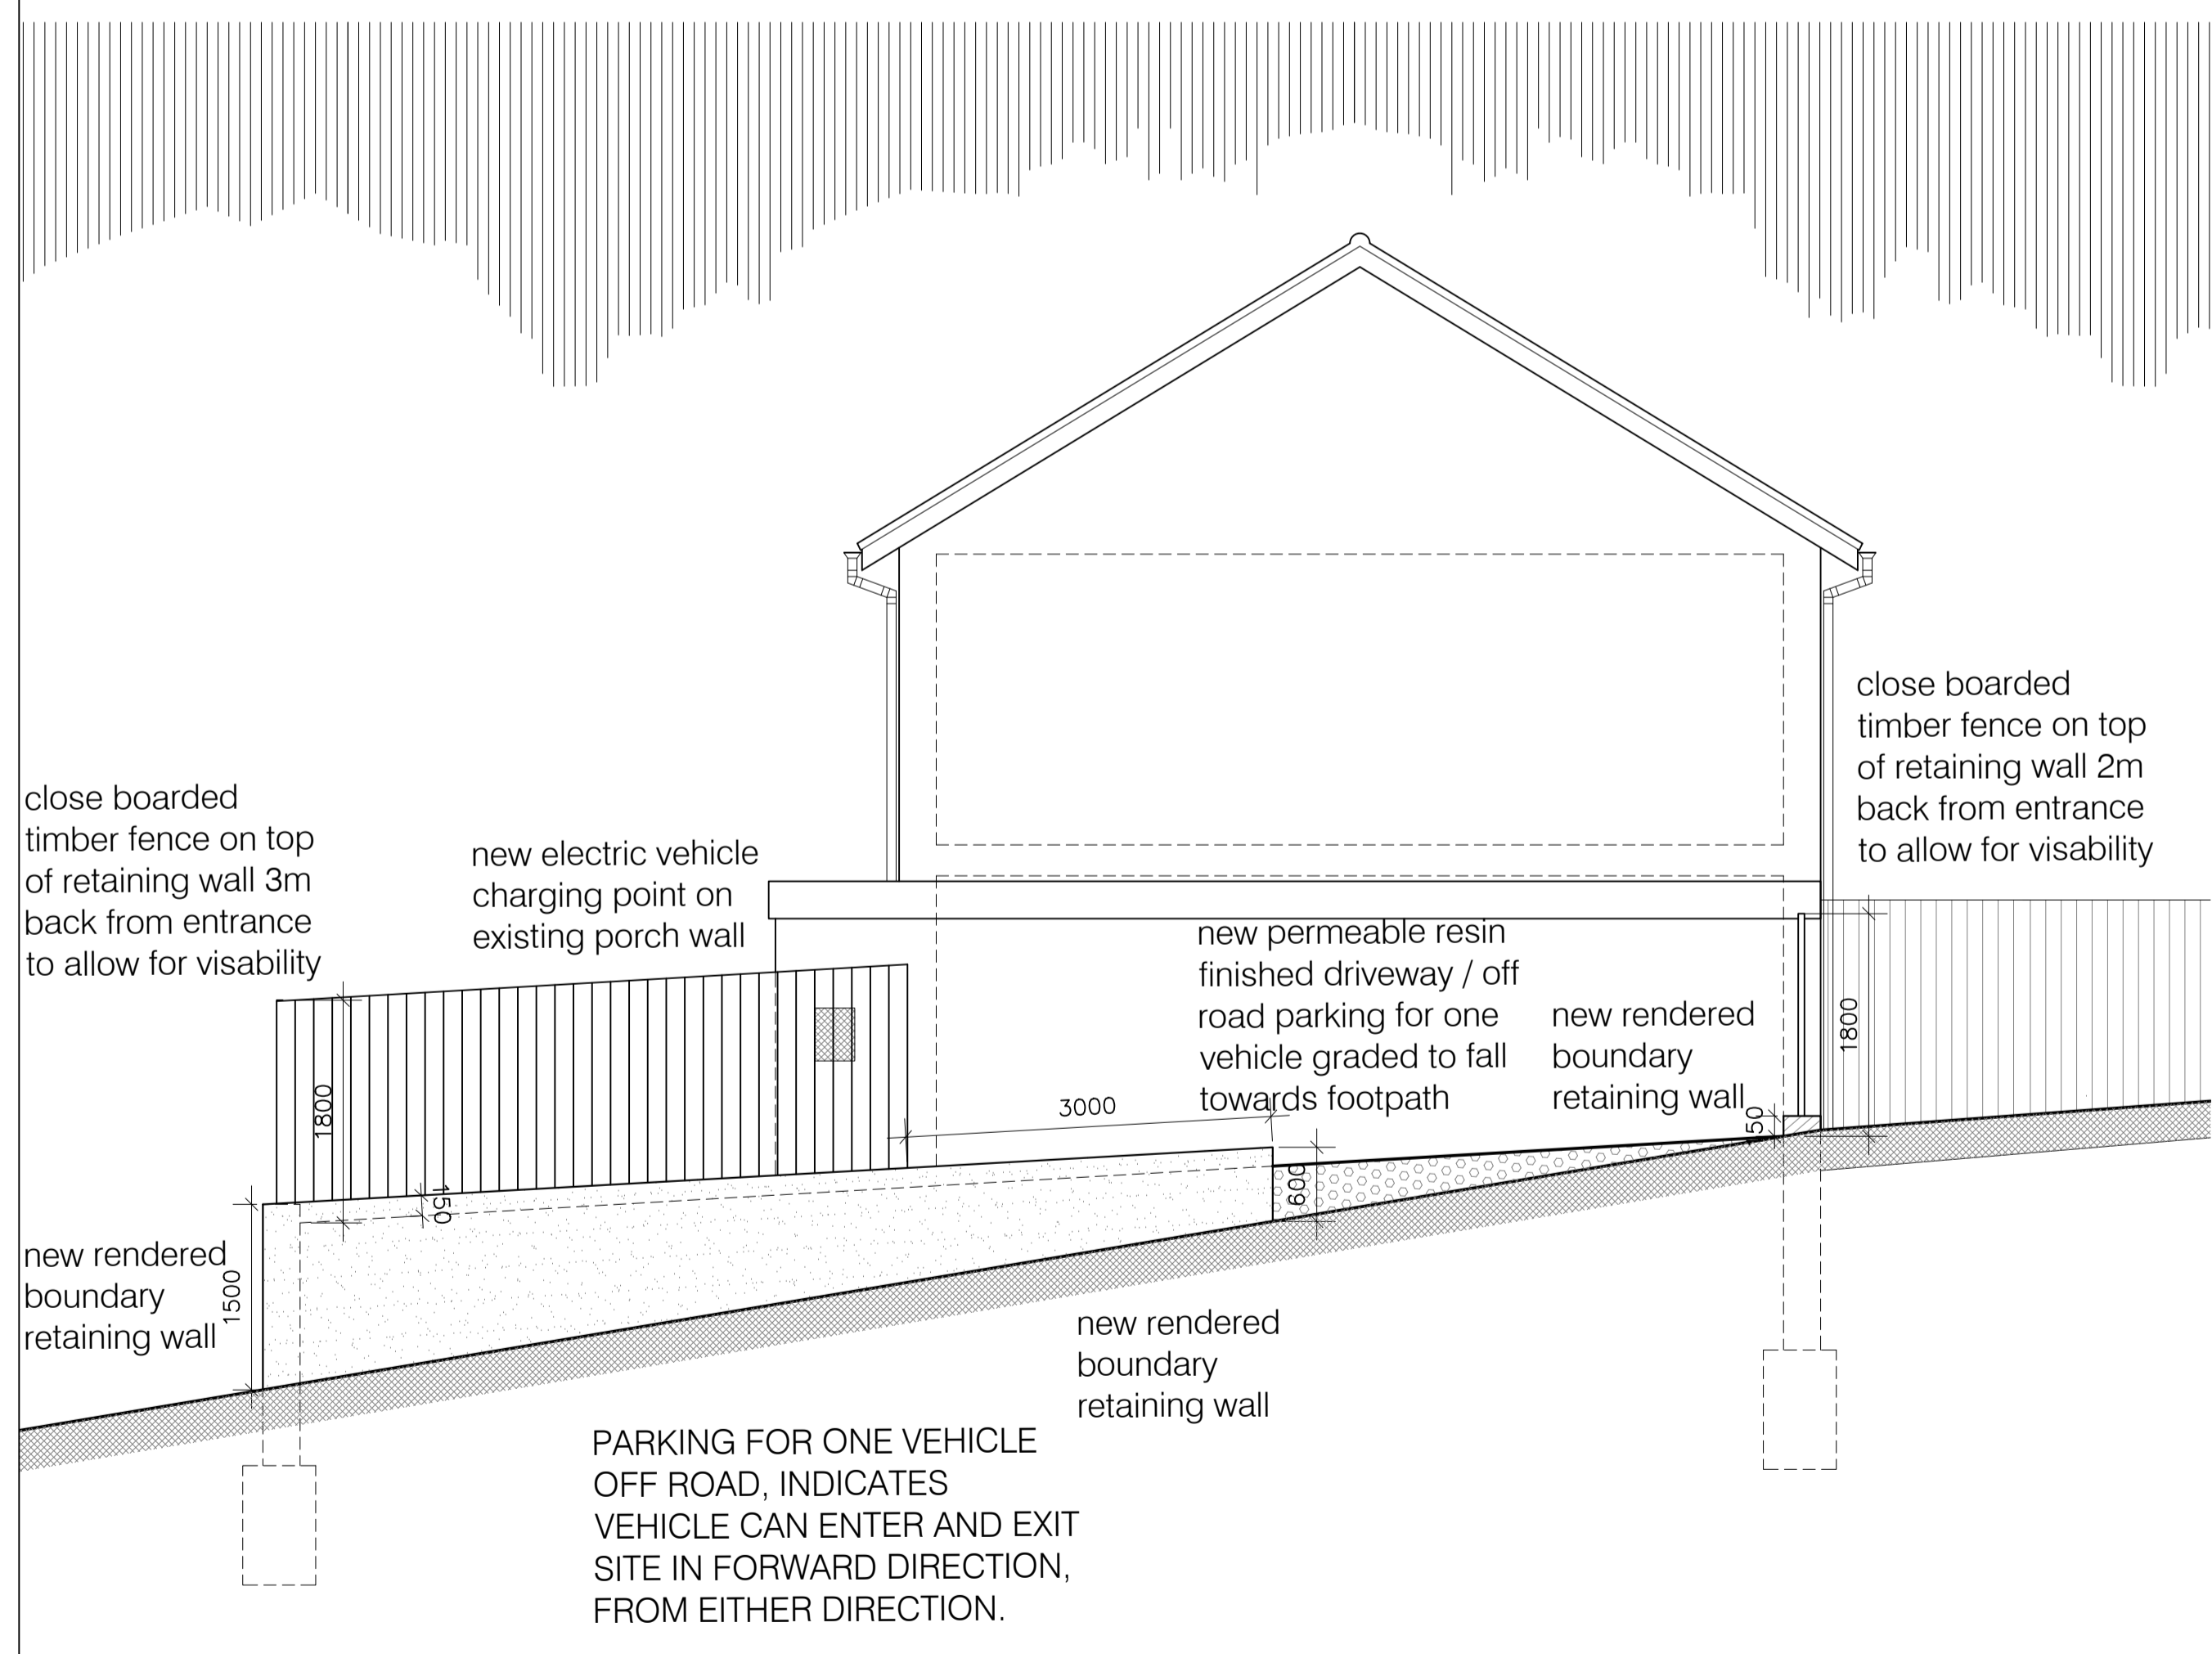 close boarded
timber fence on top
of retaining wall 2m
back from entrance
to allow for visability
close boarded
timber fence on top
of retaining wall 3m
back from entrance
to allow for visability
new electric vehicle
charging point on
existing porch wall
new permeable resin
finished driveway / off
road parking for one
vehicle graded to fall
towards footpath
new rendered
boundary
retaining wall
1800
1800
3000
50
150
600
new rendered
boundary
retaining wall
1500
new rendered
boundary
retaining wall
PARKING FOR ONE VEHICLE
OFF ROAD, INDICATES
VEHICLE CAN ENTER AND EXIT
SITE IN FORWARD DIRECTION,
FROM EITHER DIRECTION.